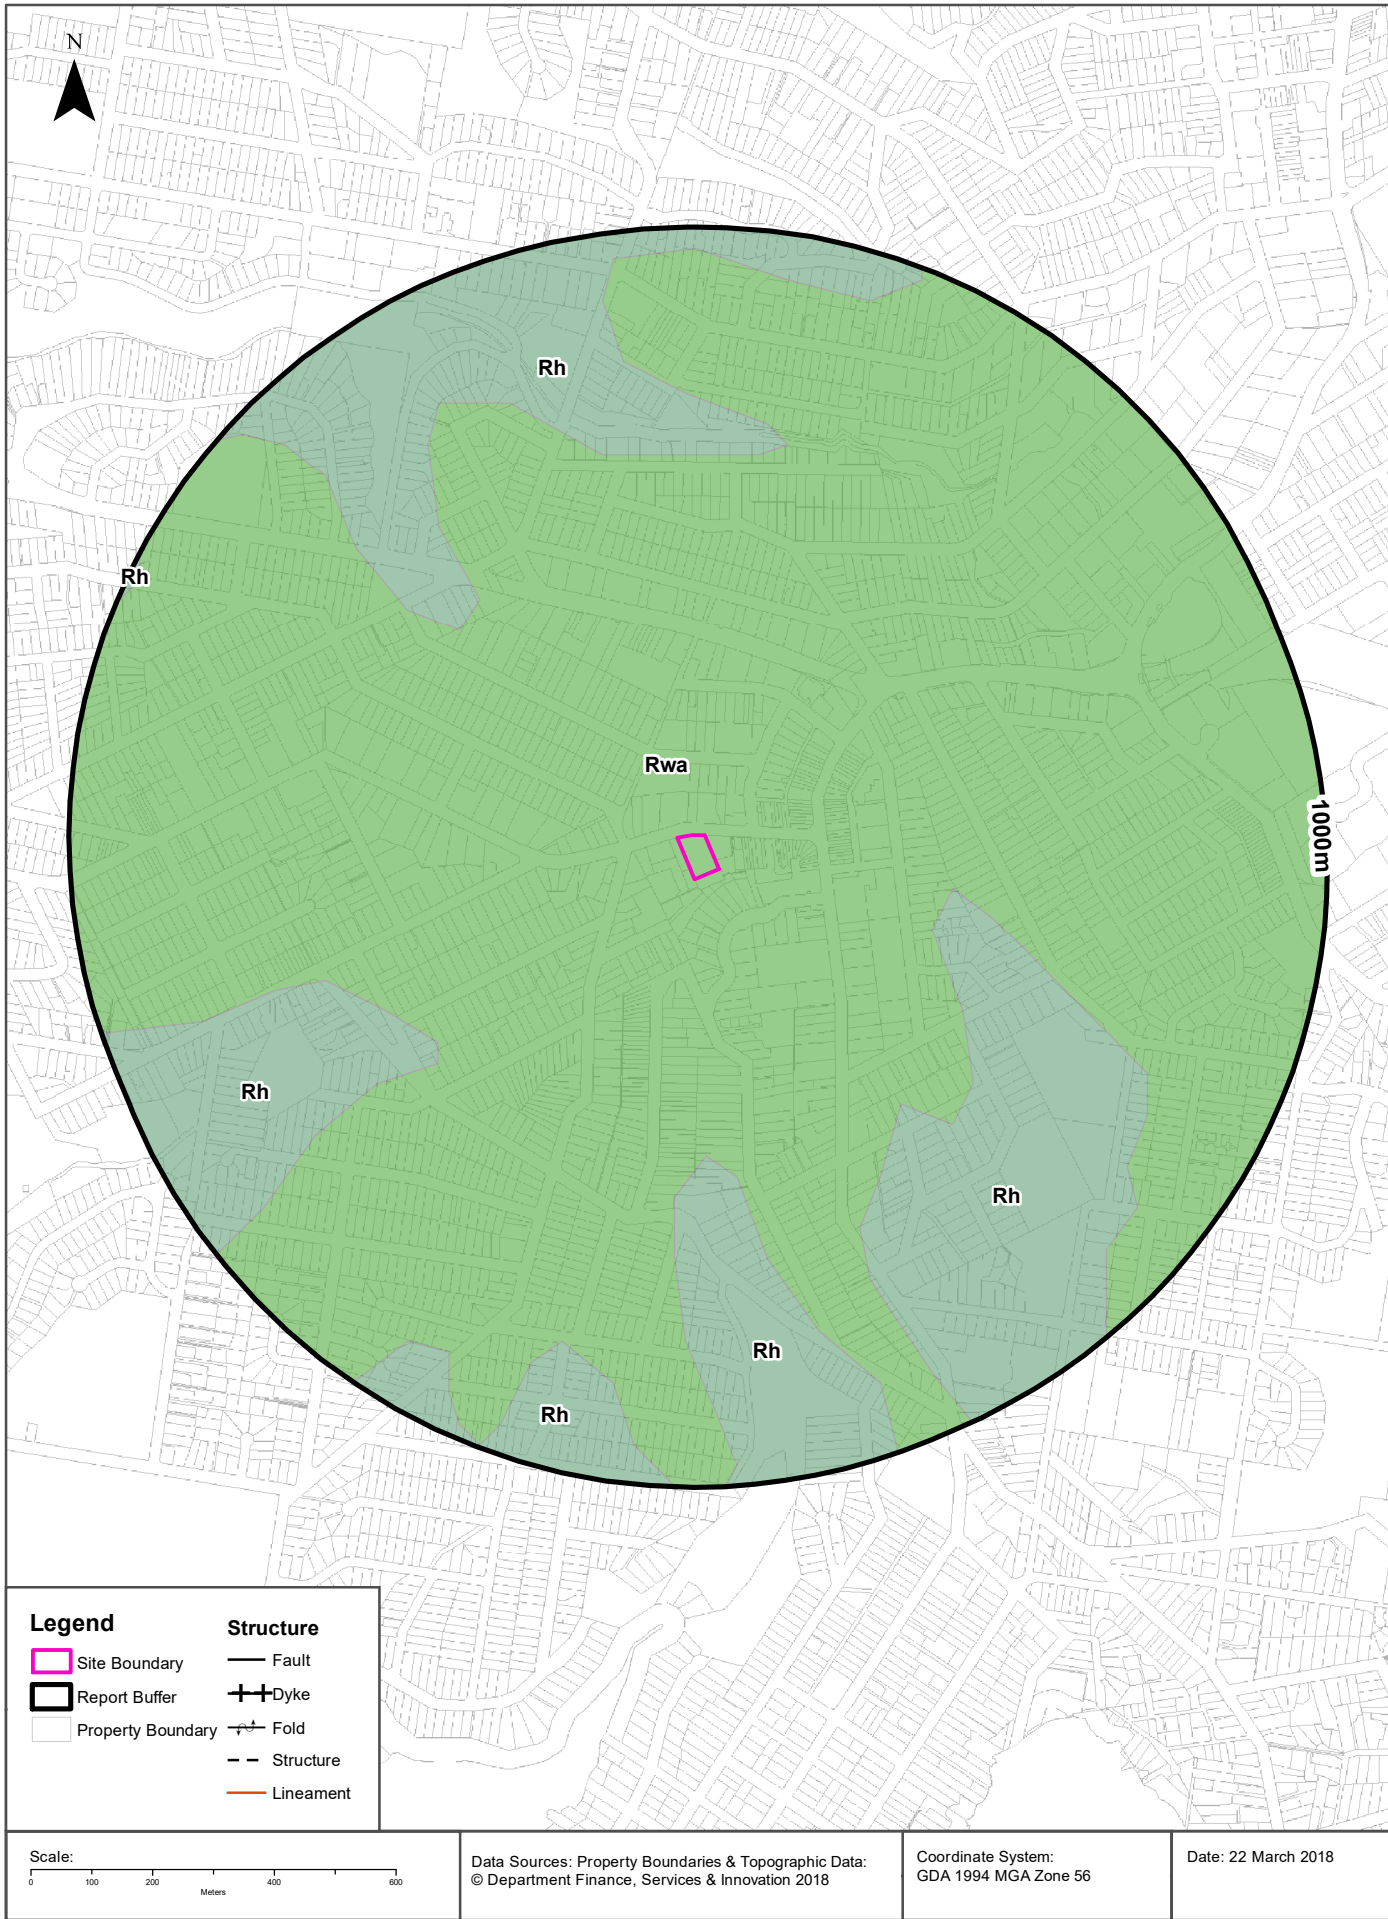 N
Rh
Rh
Rwa
1000m
Rh
Rh
Rh
Rh
Legend
Site Boundary
Report Buffer
Property Boundary
Structure
Fault
Dyke
Fold
Structure
Lineament
Scale:
0 100 200 400 600
Meters
Data Sources: Property Boundaries & Topographic Data:
© Department Finance, Services & Innovation 2018
Coordinate System:
GDA 1994 MGA Zone 56
Date: 22 March 2018